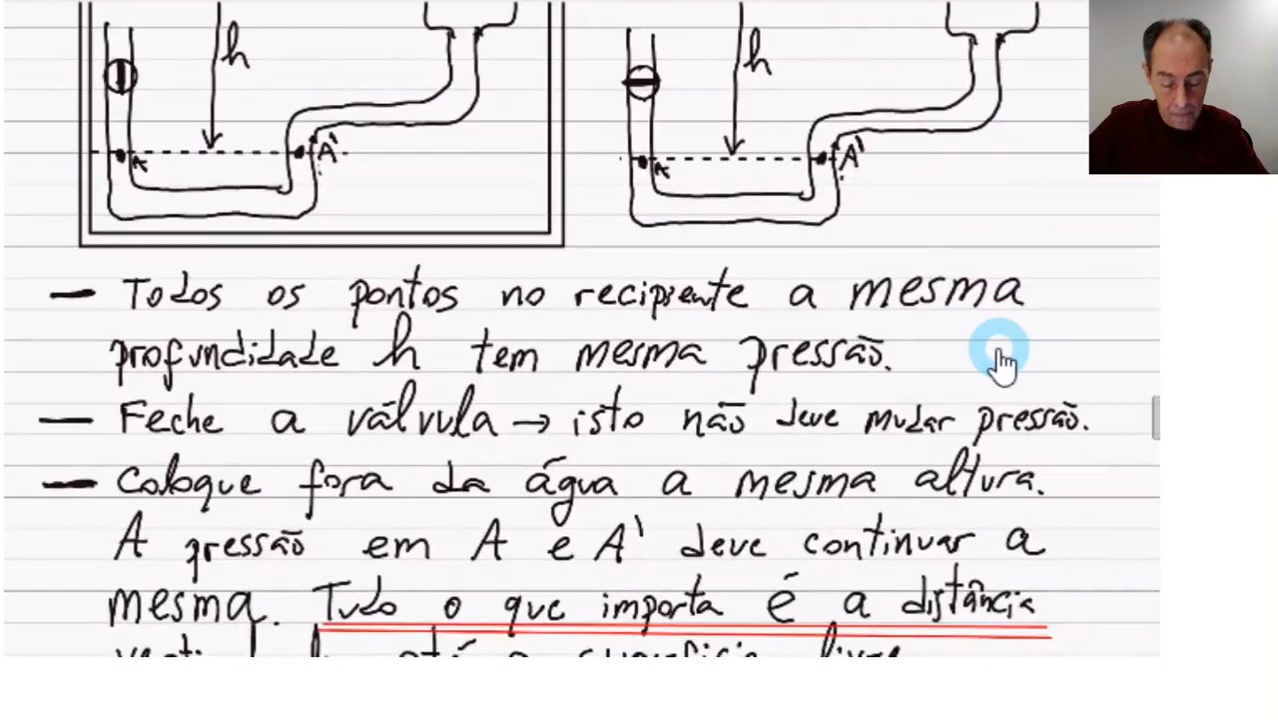 h h
A A' A A'
— Todos os pontos no recipiente a mesma
profundidade h tem mesma pressão.
— Feche a válvula → isto não deve mudar pressão.
— Coloque fora da água a mesma altura.
A pressão em A e A' deve continuar a
mesma. Tudo o que importa é a distância